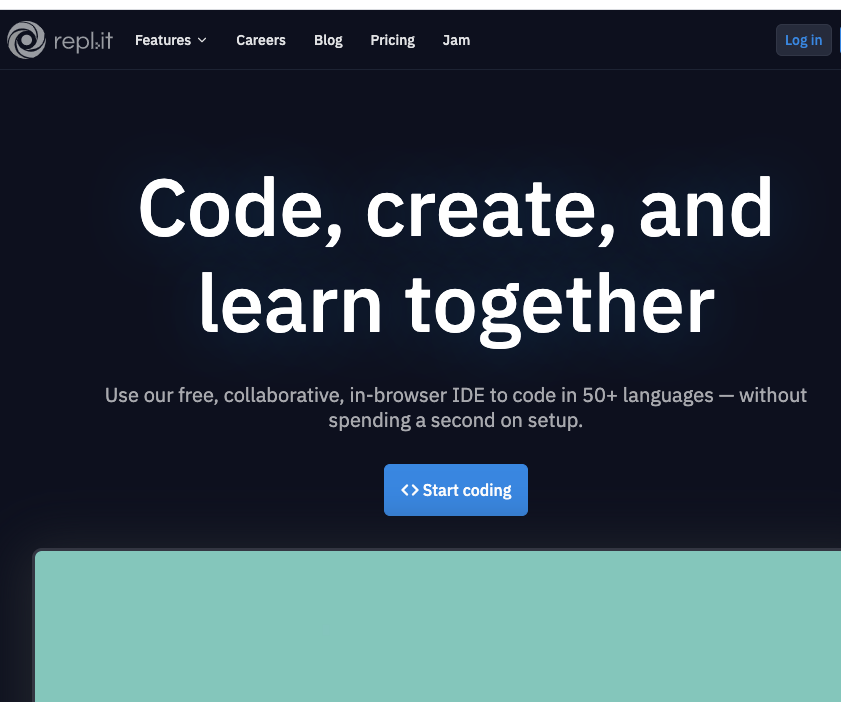 repl.it Features Careers Blog Pricing Jam Log in
Code, create, and
learn together
Use our free, collaborative, in-browser IDE to code in 50+ languages — without
spending a second on setup.
<> Start coding